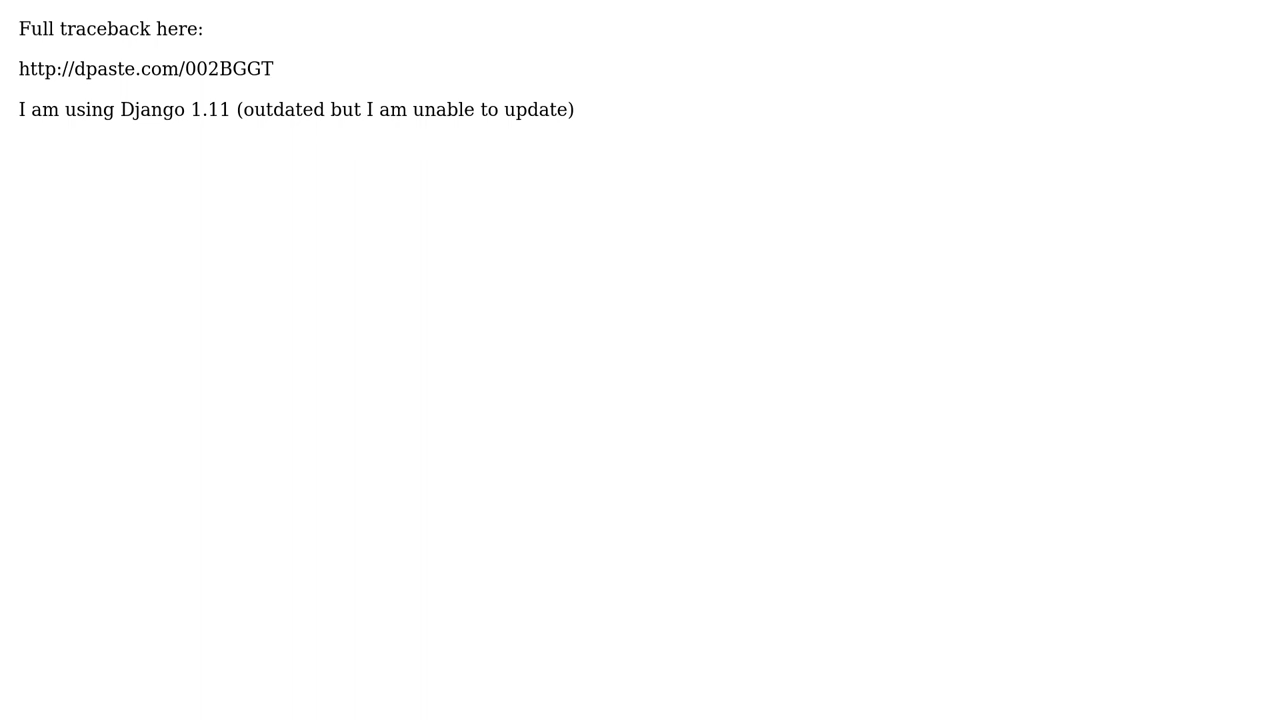 Full traceback here:
http://dpaste.com/002BGGT
I am using Django 1.11 (outdated but I am unable to update)